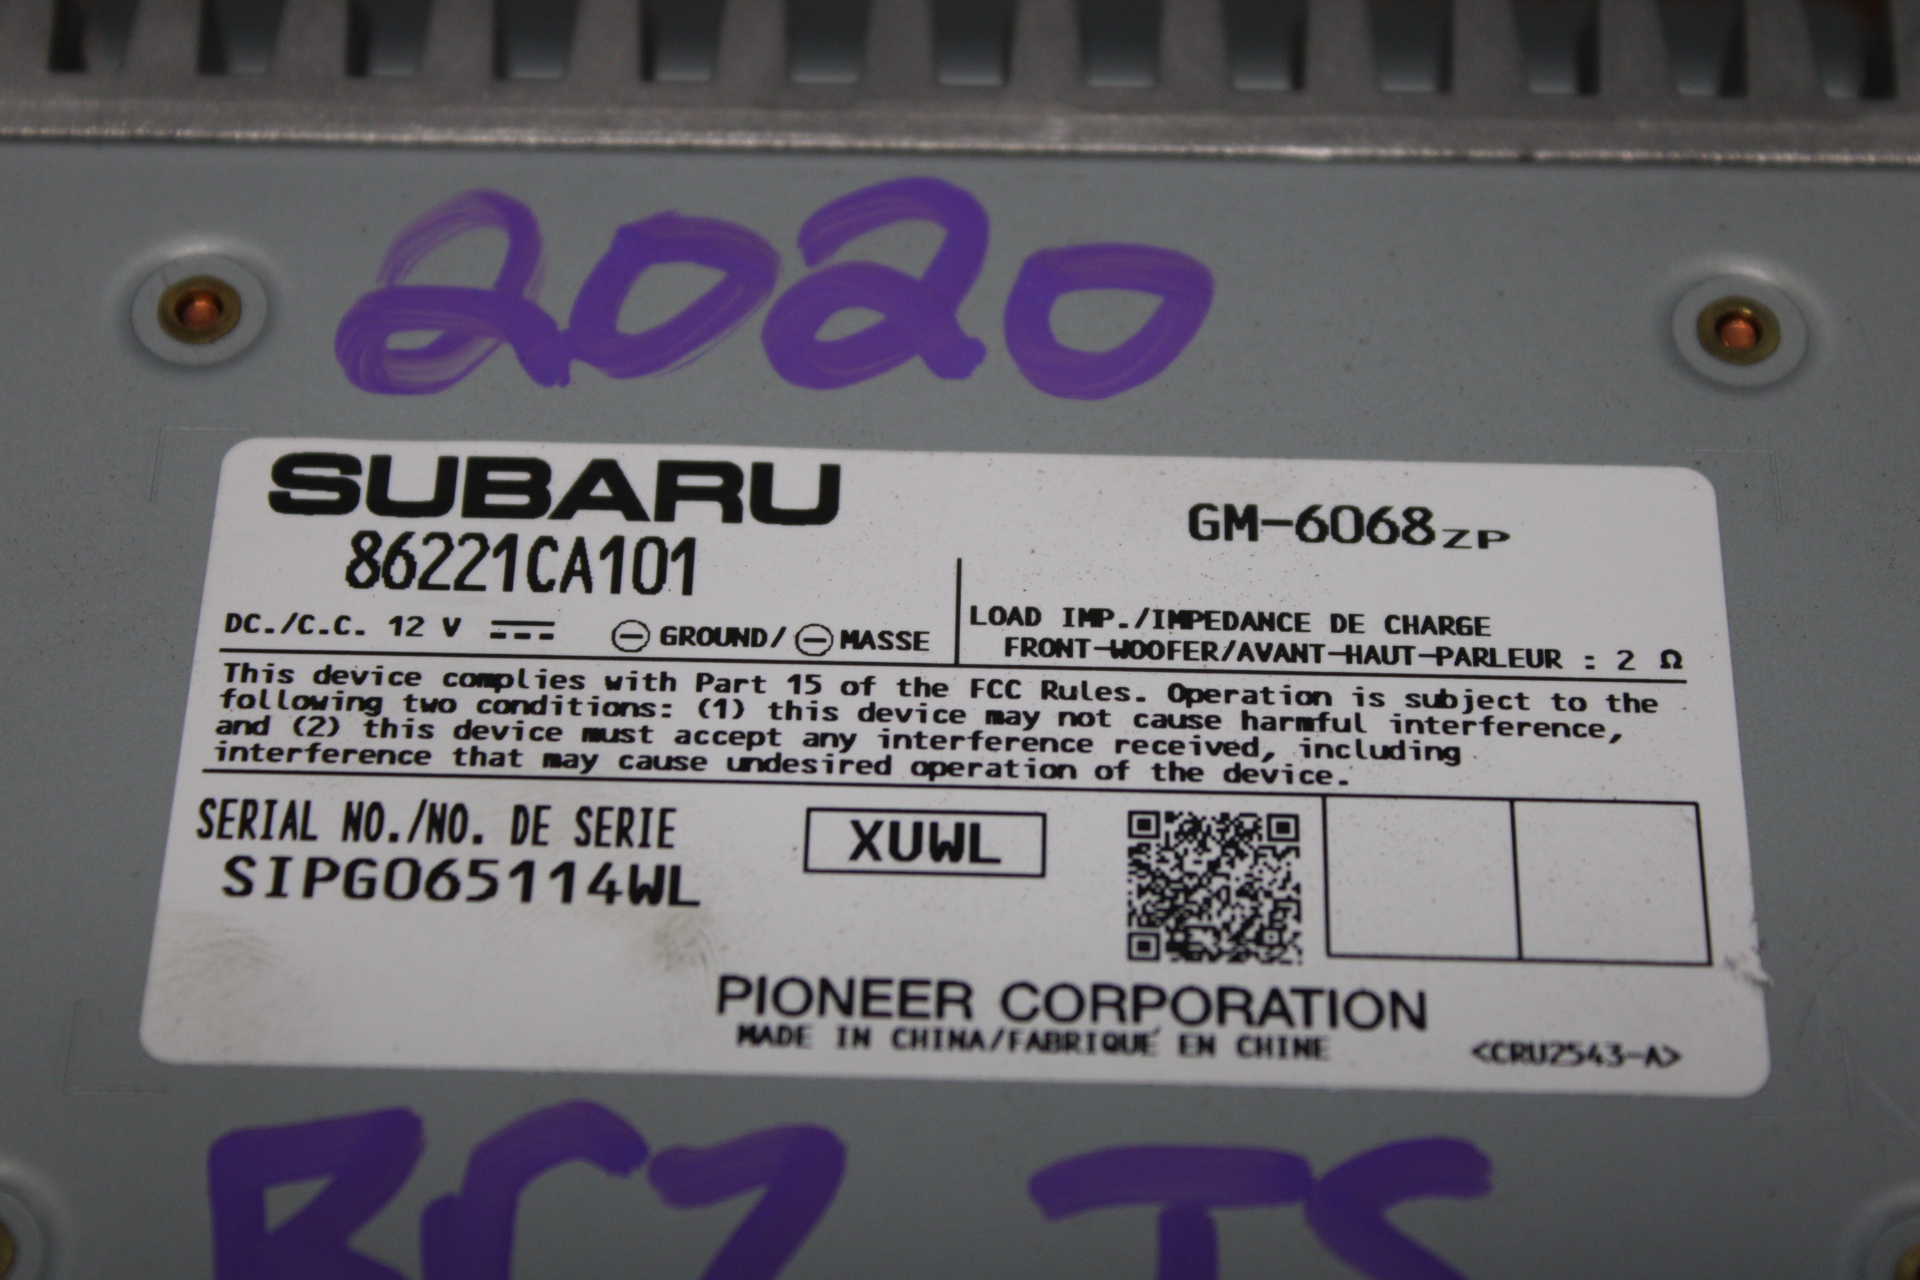 2020
SUBARU
86221CA101
GM-6068ZP
DC./C.C. 12 V ⎓ ⊖ GROUND/⊖ MASSE
LOAD IMP./IMPEDANCE DE CHARGE
FRONT-WOOFER/AVANT-HAUT-PARLEUR : 2 Ω
This device complies with Part 15 of the FCC Rules. Operation is subject to the
following two conditions: (1) this device may not cause harmful interference,
and (2) this device must accept any interference received, including
interference that may cause undesired operation of the device.
SERIAL NO./NO. DE SERIE
SIPG065114WL
XUWL
PIONEER CORPORATION
MADE IN CHINA/FABRIQUÉ EN CHINE
<CRU2543-A>
BRZ TS